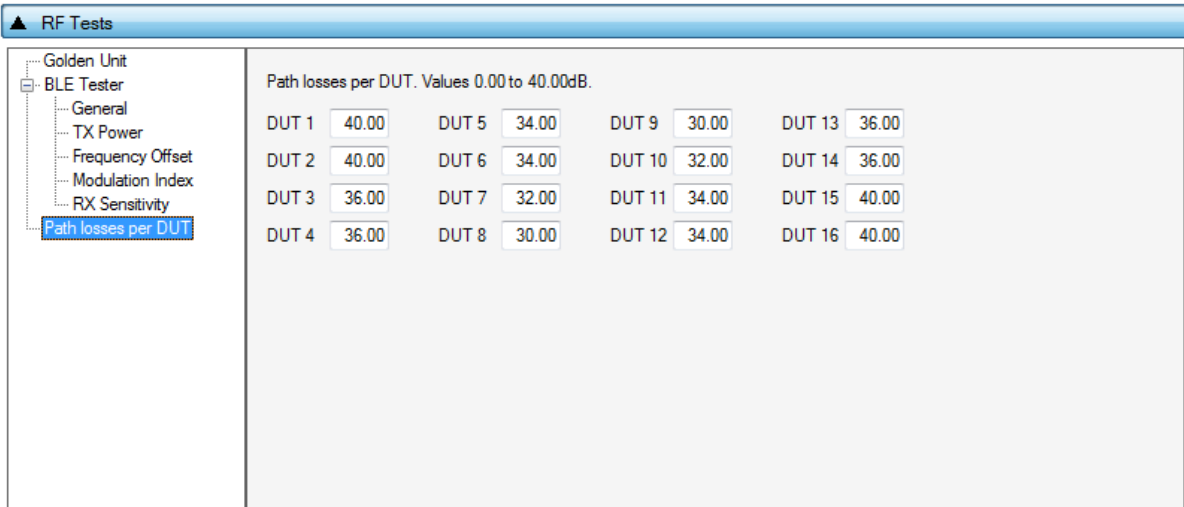 RF Tests
Golden Unit
BLE Tester
General
TX Power
Frequency Offset
Modulation Index
RX Sensitivity
Path losses per DUT
Path losses per DUT. Values 0.00 to 40.00dB.
DUT 1 40.00 DUT 5 34.00 DUT 9 30.00 DUT 13 36.00
DUT 2 40.00 DUT 6 34.00 DUT 10 32.00 DUT 14 36.00
DUT 3 36.00 DUT 7 32.00 DUT 11 34.00 DUT 15 40.00
DUT 4 36.00 DUT 8 30.00 DUT 12 34.00 DUT 16 40.00